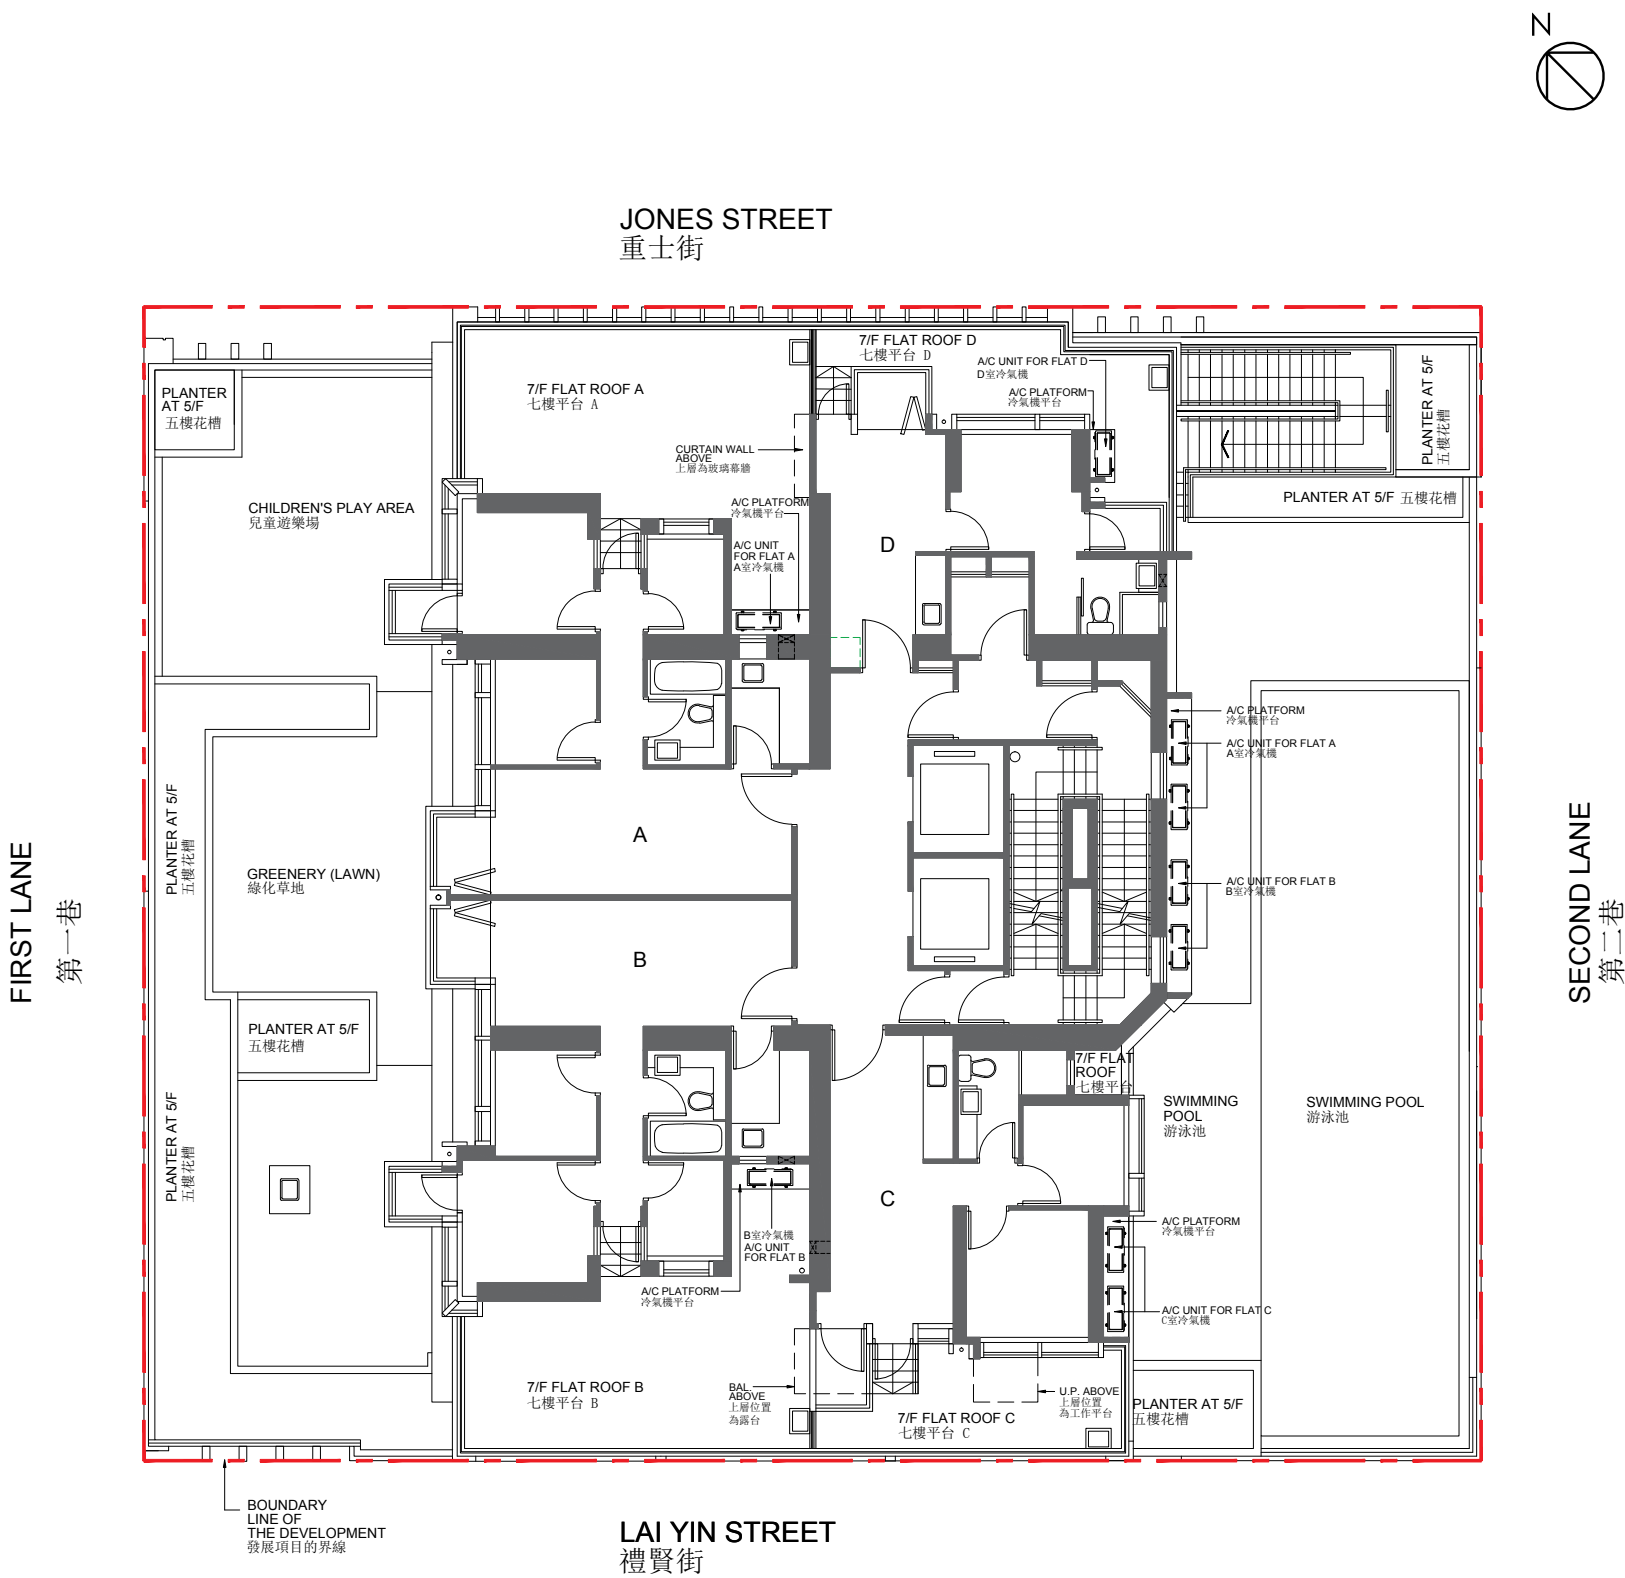 N
JONES STREET
重士街
7/F FLAT ROOF D
七樓平台 D
A/C UNIT FOR FLAT D
D室冷氣機
A/C PLATFORM
冷氣機平台
7/F FLAT ROOF A
七樓平台 A
PLANTER
AT 5/F
五樓花槽
PLANTER AT 5/F
五樓花槽
CURTAIN WALL
ABOVE
上層為玻璃幕牆
A/C PLATFORM
冷氣機平台
PLANTER AT 5/F 五樓花槽
CHILDREN'S PLAY AREA
兒童遊樂場
A/C UNIT
FOR FLAT A
A室冷氣機
D
A/C PLATFORM
冷氣機平台
A/C UNIT FOR FLAT A
A室冷氣機
PLANTER AT 5/F
五樓花槽
A
GREENERY (LAWN)
綠化草地
A/C UNIT FOR FLAT B
B室冷氣機
FIRST LANE
第一巷
SECOND LANE
第二巷
B
PLANTER AT 5/F
五樓花槽
7/F FLAT
ROOF
七樓平台
PLANTER AT 5/F
五樓花槽
SWIMMING
POOL
游泳池
SWIMMING POOL
游泳池
C
B室冷氣機
A/C UNIT
FOR FLAT B
A/C PLATFORM
冷氣機平台
A/C PLATFORM
冷氣機平台
A/C UNIT FOR FLAT C
C室冷氣機
7/F FLAT ROOF B
七樓平台 B
BAL.
ABOVE
上層位置
為露台
U.P. ABOVE
上層位置
為工作平台
7/F FLAT ROOF C
七樓平台 C
PLANTER AT 5/F
五樓花槽
BOUNDARY
LINE OF
THE DEVELOPMENT
發展項目的界線
LAI YIN STREET
禮賢街